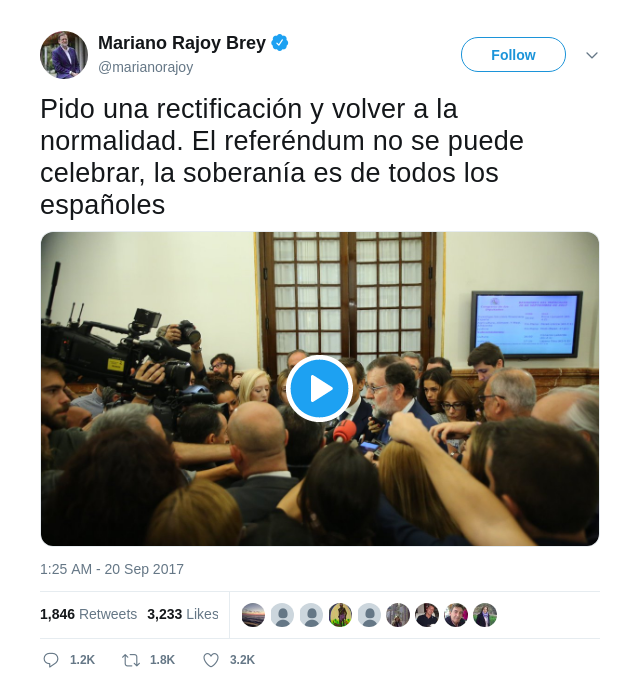 Mariano Rajoy Brey
@marianorajoy
Follow
Pido una rectificación y volver a la
normalidad. El referéndum no se puede
celebrar, la soberanía es de todos los
españoles
1:25 AM - 20 Sep 2017
1,846 Retweets 3,233 Likes
1.2K 1.8K 3.2K